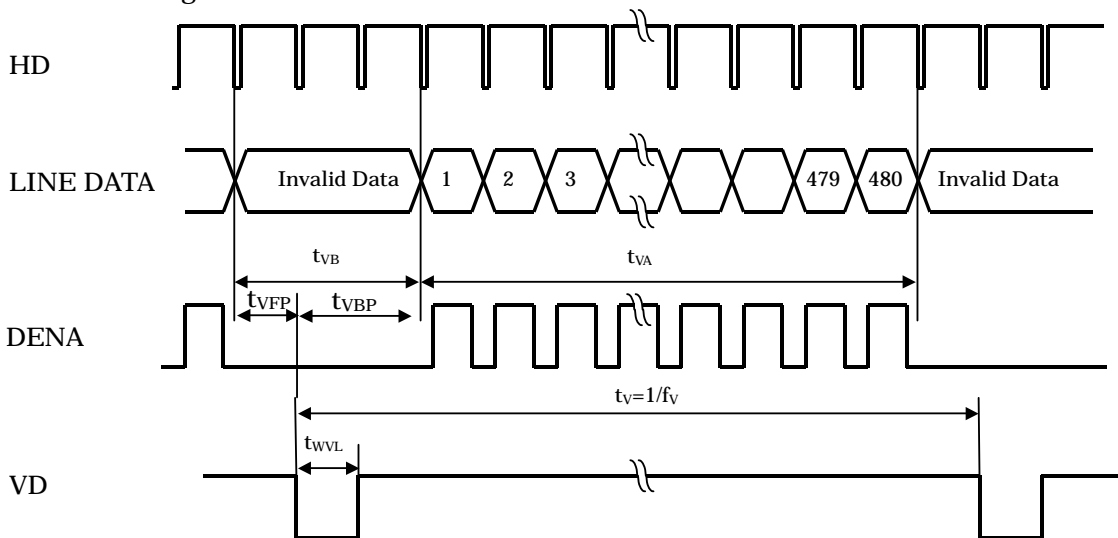 HD
LINE DATA
Invalid Data 1 2 3 479 480 Invalid Data
tVB tVA
tVFP tVBP
DENA
tV=1/fV
tWVL
VD